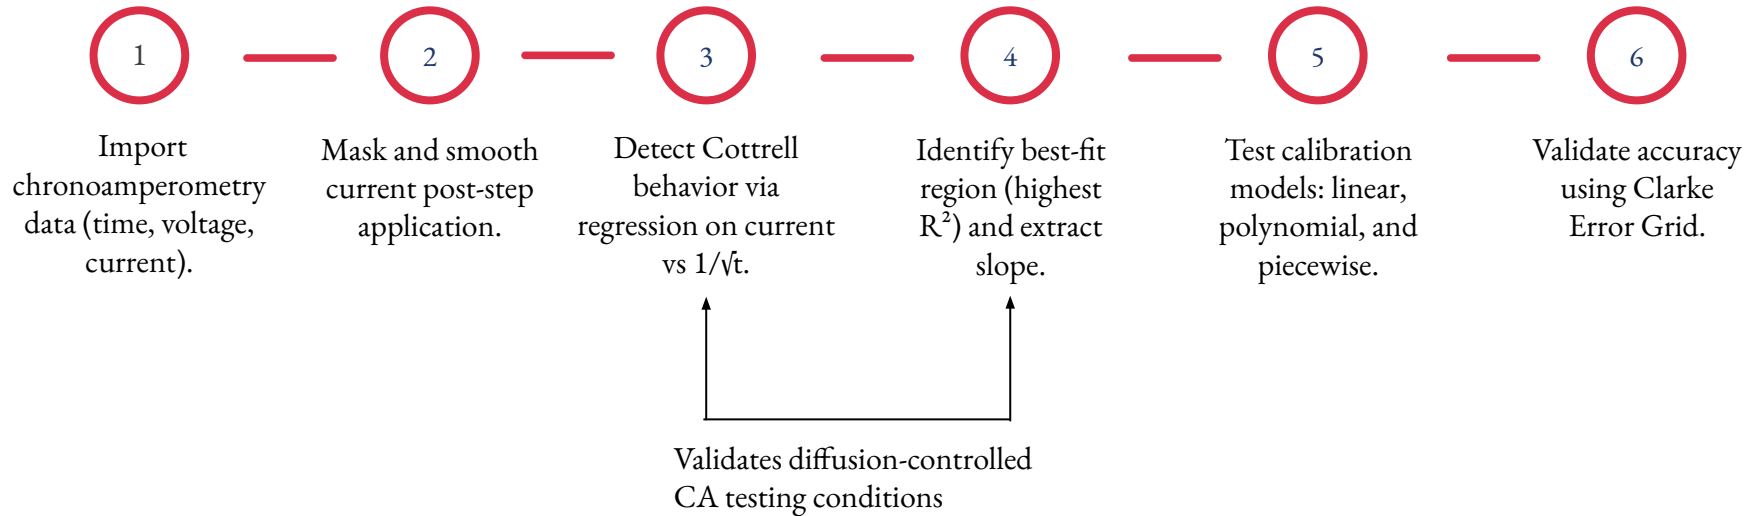 1
Import
chronoamperometry
data (time, voltage,
current).
2
Mask and smooth
current post-step
application.
3
Detect Cottrell
behavior via
regression on current
vs 1/√t.
4
Identify best-fit
region (highest
R²) and extract
slope.
5
Test calibration
models: linear,
polynomial, and
piecewise.
6
Validate accuracy
using Clarke
Error Grid.
Validates diffusion-controlled
CA testing conditions